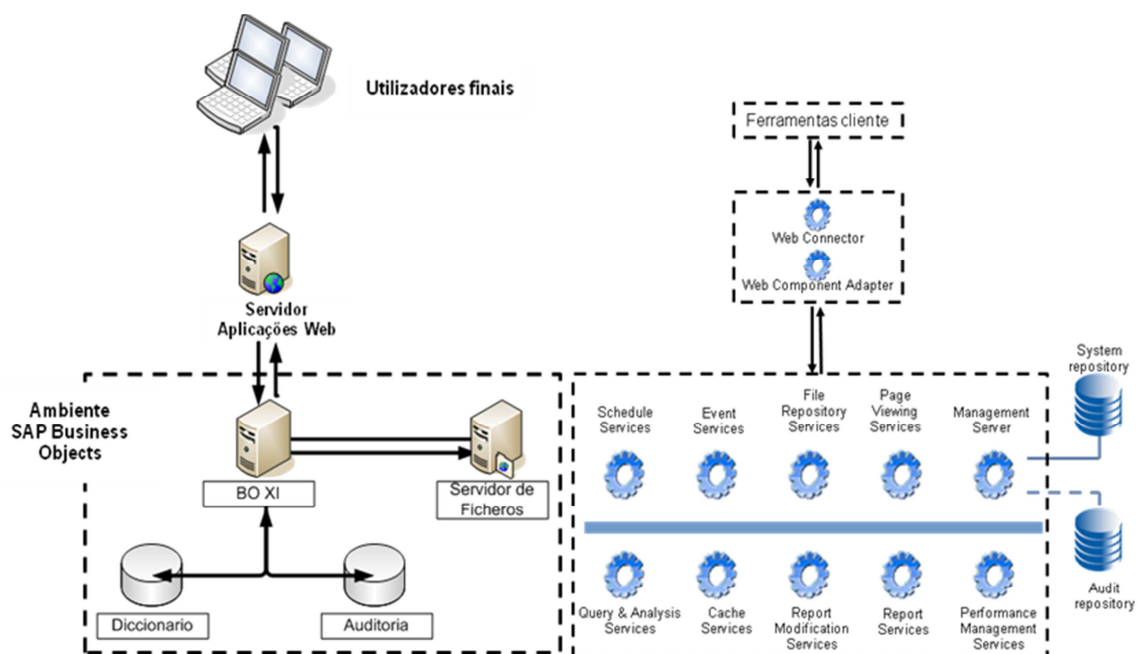 Utilizadores finais
Servidor
Aplicações Web
Ambiente
SAP Business
Objects
BO XI
Servidor de
Ficheros
Diccionario
Auditoria
Ferramentas cliente
Web Connector
Web Component Adapter
System
repository
Schedule
Services
Event
Services
File
Repository
Services
Page
Viewing
Services
Management
Server
Query & Analysis
Services
Cache
Services
Report
Modification
Services
Report
Services
Performance
Management
Services
Audit
repository